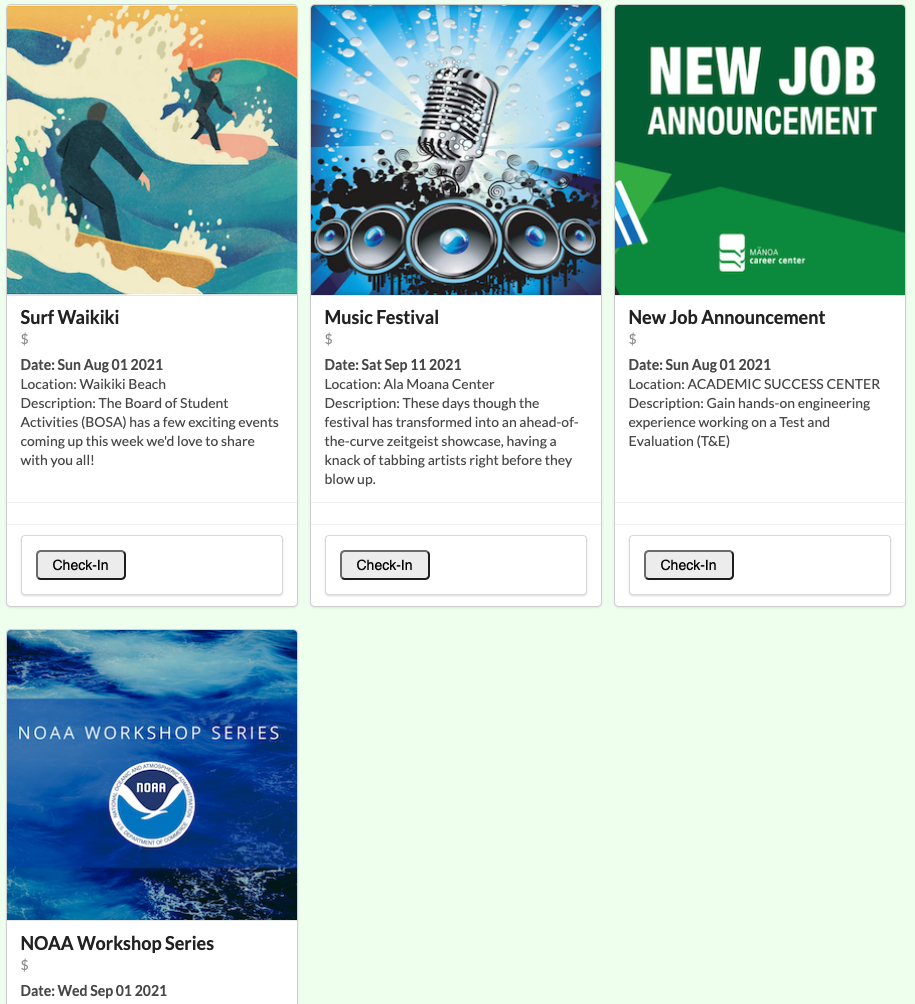 NEW JOB
ANNOUNCEMENT
MĀNOA
career center
Surf Waikiki
$
Date: Sun Aug 01 2021
Location: Waikiki Beach
Description: The Board of Student
Activities (BOSA) has a few exciting events
coming up this week we'd love to share
with you all!
Check-In
Music Festival
$
Date: Sat Sep 11 2021
Location: Ala Moana Center
Description: These days though the
festival has transformed into an ahead-of-
the-curve zeitgeist showcase, having a
knack of tabbing artists right before they
blow up.
Check-In
New Job Announcement
$
Date: Sun Aug 01 2021
Location: ACADEMIC SUCCESS CENTER
Description: Gain hands-on engineering
experience working on a Test and
Evaluation (T&E)
Check-In
NOAA WORKSHOP SERIES
NATIONAL OCEANIC AND ATMOSPHERIC ADMINISTRATION
NOAA
U.S. DEPARTMENT OF COMMERCE
NOAA Workshop Series
$
Date: Wed Sep 01 2021